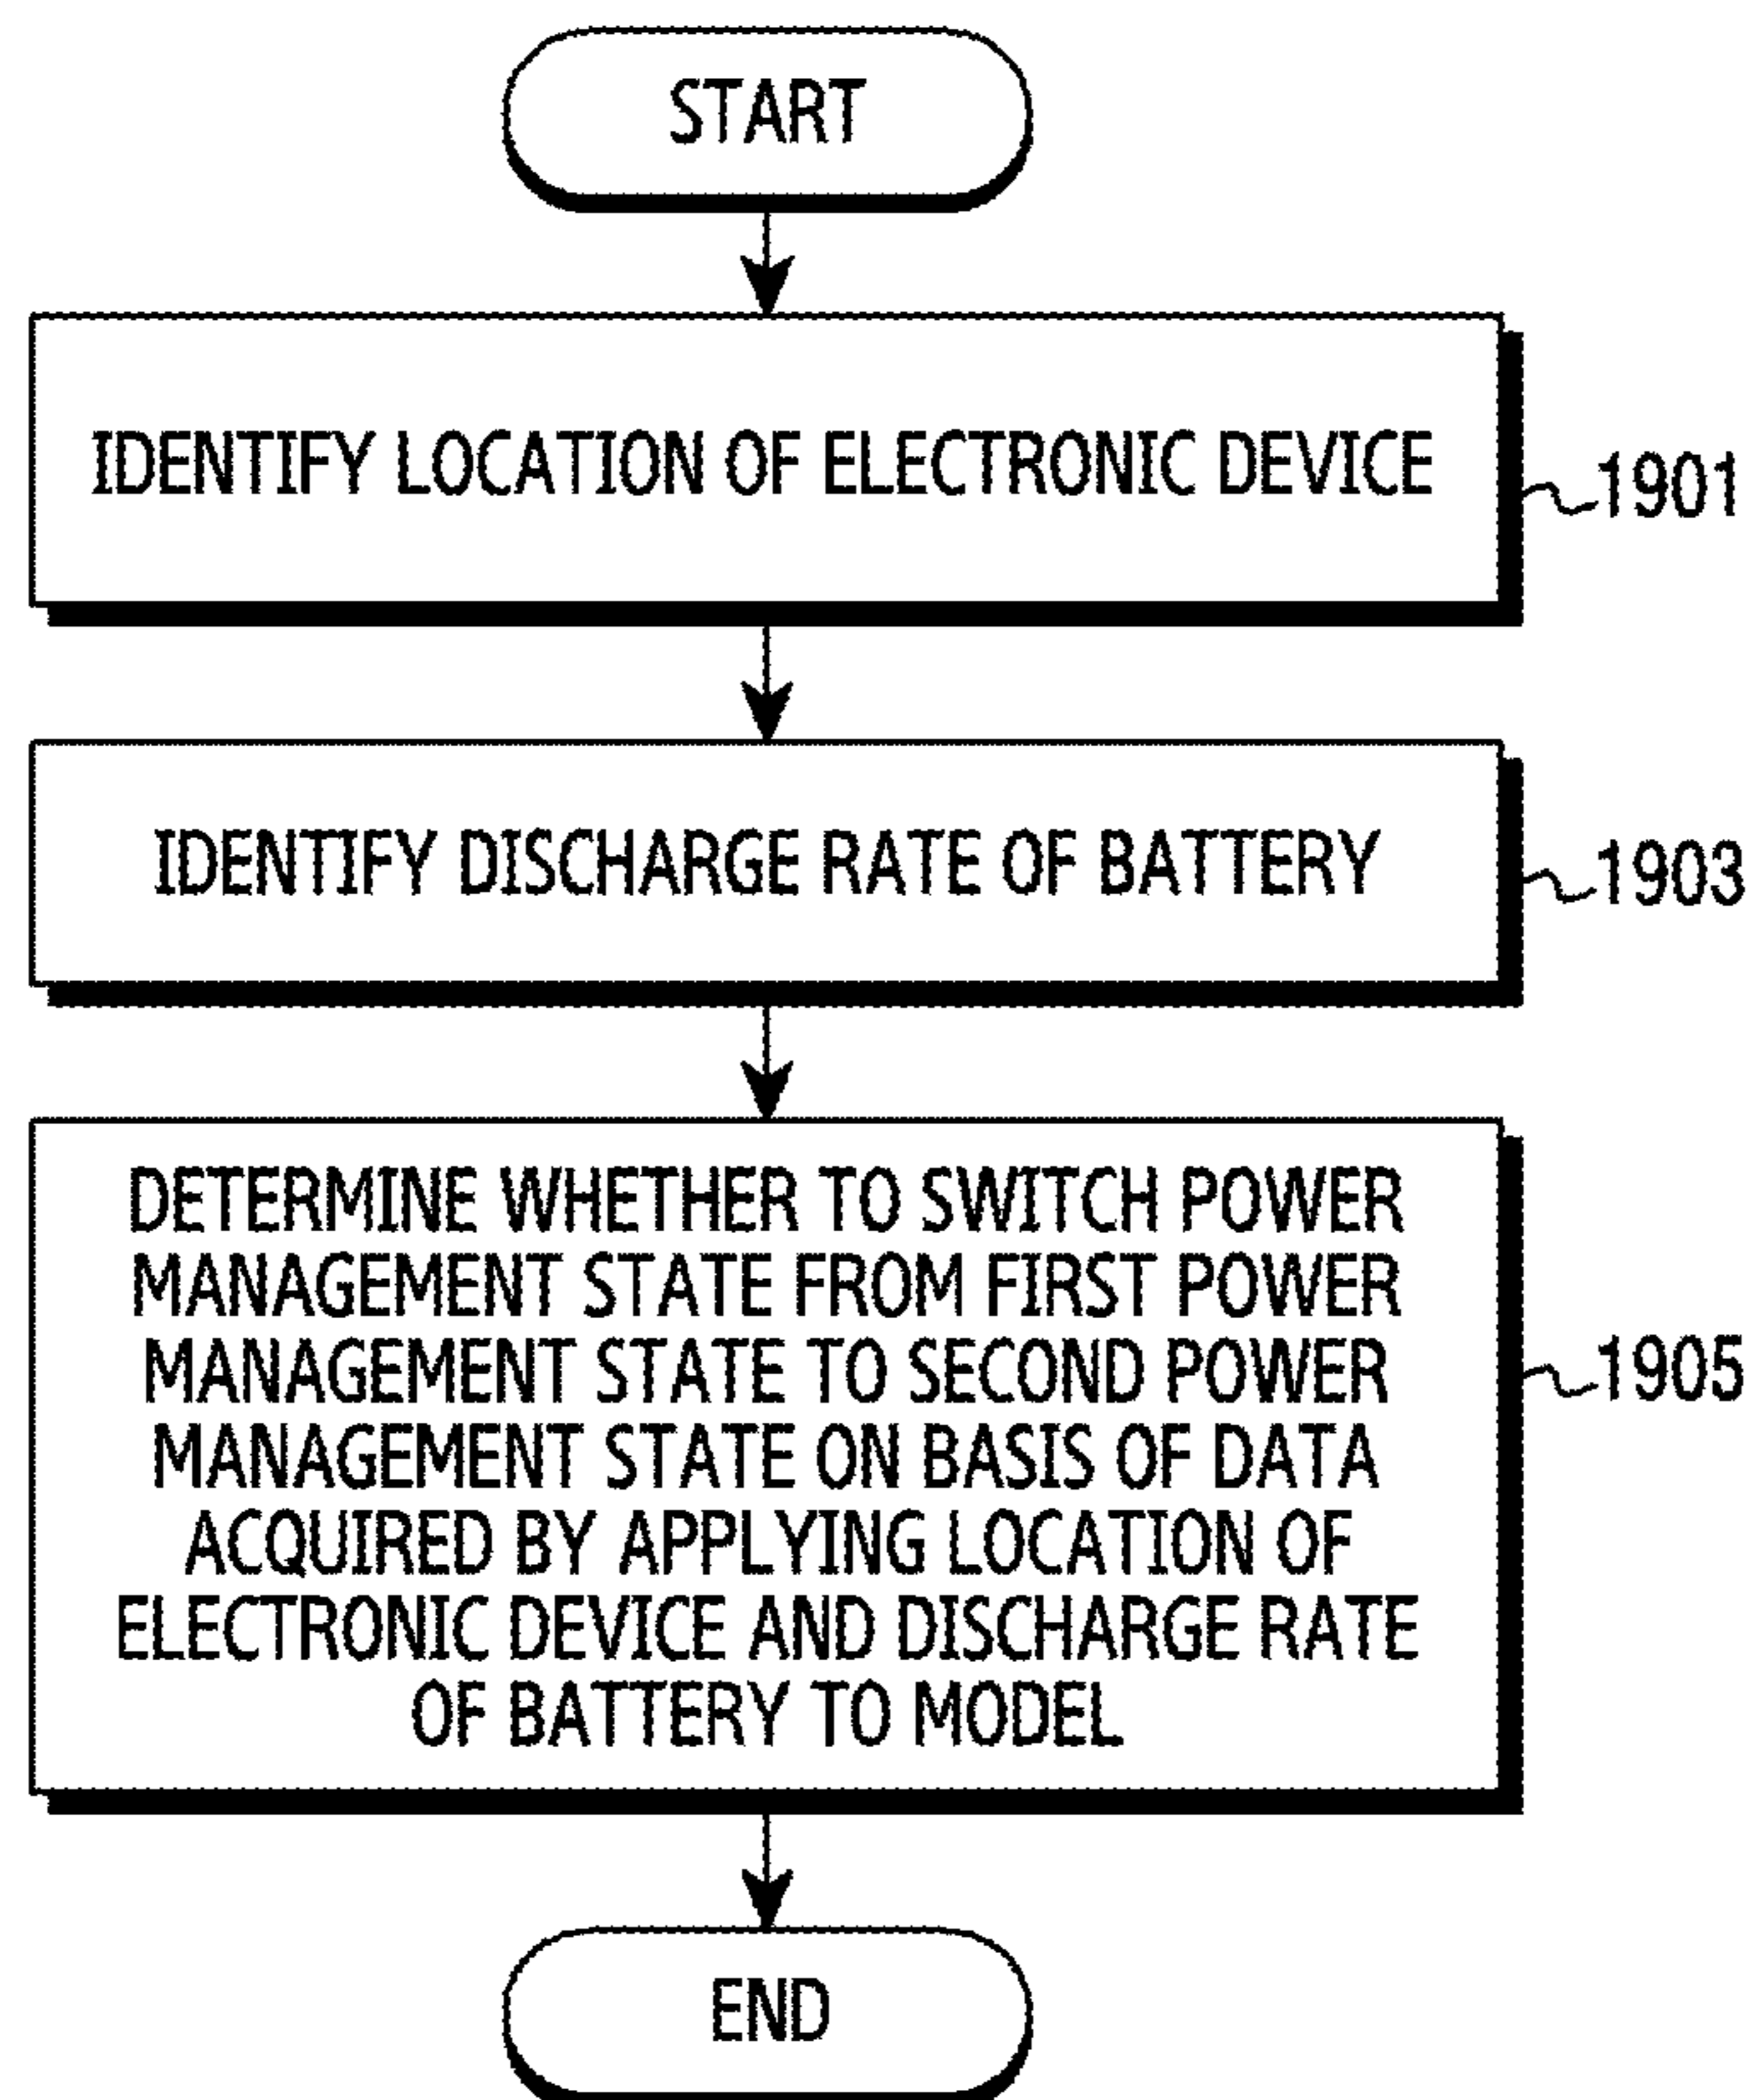 START
IDENTIFY LOCATION OF ELECTRONIC DEVICE
1901
IDENTIFY DISCHARGE RATE OF BATTERY
1903
DETERMINE WHETHER TO SWITCH POWER
MANAGEMENT STATE FROM FIRST POWER
MANAGEMENT STATE TO SECOND POWER
MANAGEMENT STATE ON BASIS OF DATA
ACQUIRED BY APPLYING LOCATION OF
ELECTRONIC DEVICE AND DISCHARGE RATE
OF BATTERY TO MODEL
1905
END